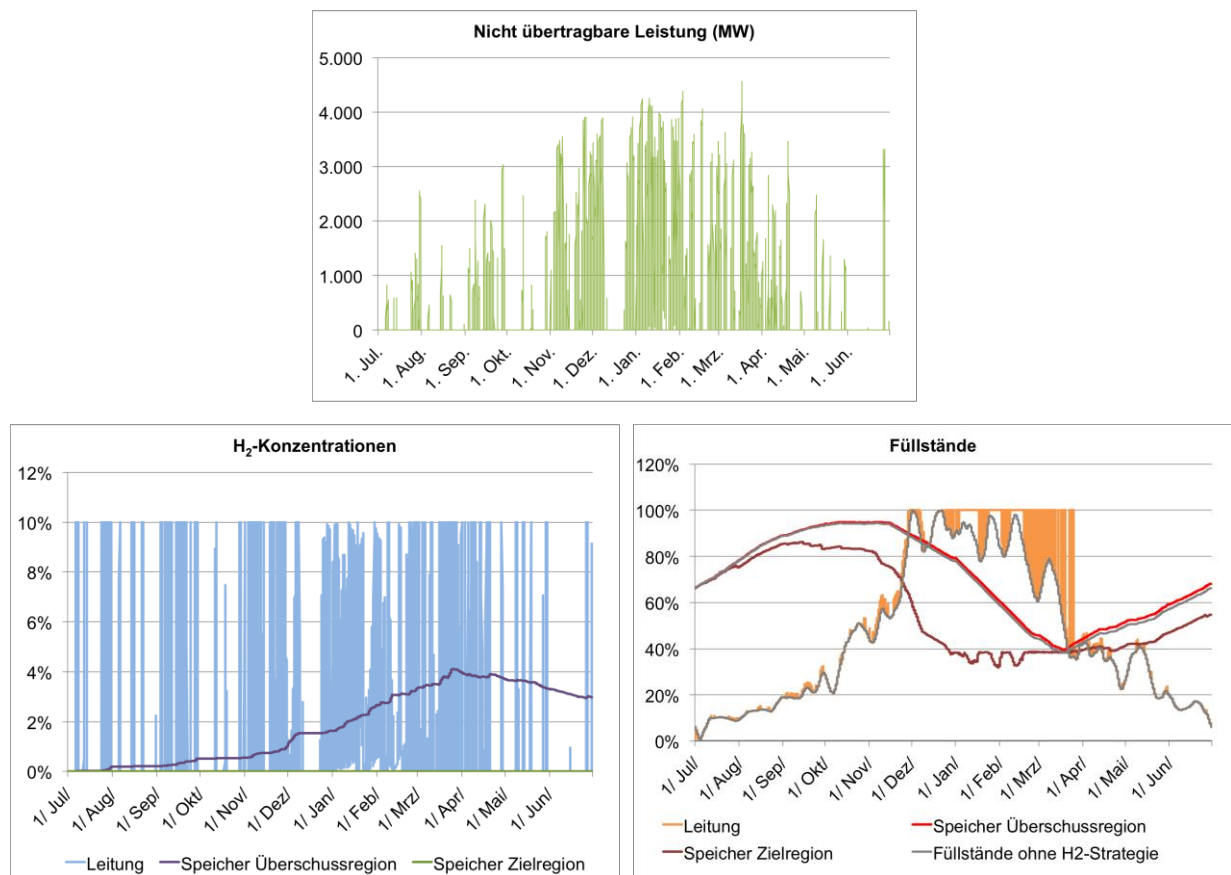 Nicht übertragbare Leistung (MW)
5.000
4.000
3.000
2.000
1.000
0
1. Jul.
1. Aug.
1. Sep.
1. Okt.
1. Nov.
1. Dez.
1. Jan.
1. Feb.
1. Mrz.
1. Apr.
1. Mai.
1. Jun.
H₂-Konzentrationen
12%
10%
8%
6%
4%
2%
0%
1/ Jul/
1/ Aug/
1/ Sep/
1/ Okt/
1/ Nov/
1/ Dez/
1/ Jan/
1/ Feb/
1/ Mrz/
1/ Apr/
1/ Mai/
1/ Jun/
Leitung
Speicher Überschussregion
Speicher Zielregion
Füllstände
120%
100%
80%
60%
40%
20%
0%
1/ Jul/
1/ Aug/
1/ Sep/
1/ Okt/
1/ Nov/
1/ Dez/
1/ Jan/
1/ Feb/
1/ Mrz/
1/ Apr/
1/ Mai/
1/ Jun/
Leitung
Speicher Überschussregion
Speicher Zielregion
Füllstände ohne H2-Strategie